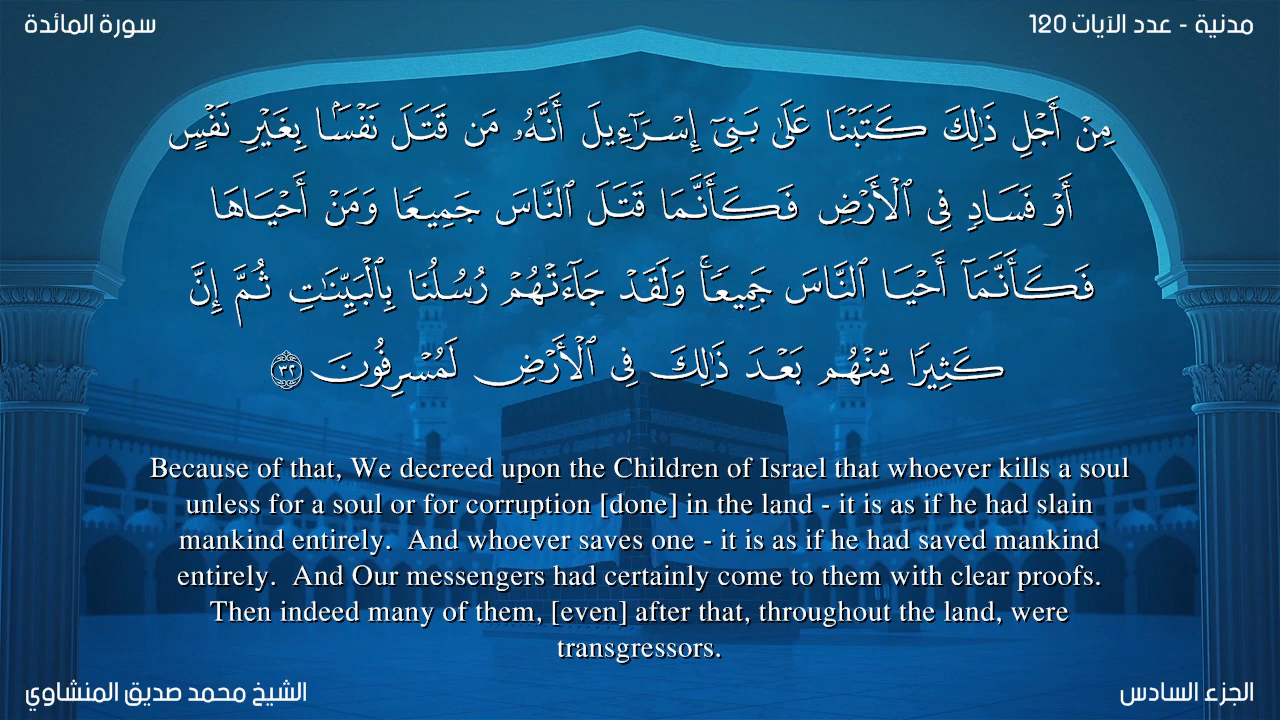 سورة المائدة
مدنية - عدد الآيات 120
مِنْ أَجْلِ ذَٰلِكَ كَتَبْنَا عَلَىٰ بَنِىٓ إِسْرَٰٓءِيلَ أَنَّهُۥ مَن قَتَلَ نَفْسًۢا بِغَيْرِ نَفْسٍ
أَوْ فَسَادٍ فِى ٱلْأَرْضِ فَكَأَنَّمَا قَتَلَ ٱلنَّاسَ جَمِيعًا وَمَنْ أَحْيَاهَا
فَكَأَنَّمَآ أَحْيَا ٱلنَّاسَ جَمِيعًا ۚ وَلَقَدْ جَآءَتْهُمْ رُسُلُنَا بِٱلْبَيِّنَٰتِ ثُمَّ إِنَّ
كَثِيرًا مِّنْهُم بَعْدَ ذَٰلِكَ فِى ٱلْأَرْضِ لَمُسْرِفُونَ ٣٢
Because of that, We decreed upon the Children of Israel that whoever kills a soul
unless for a soul or for corruption [done] in the land - it is as if he had slain
mankind entirely. And whoever saves one - it is as if he had saved mankind
entirely. And Our messengers had certainly come to them with clear proofs.
Then indeed many of them, [even] after that, throughout the land, were
transgressors.
الشيخ محمد صديق المنشاوي
الجزء السادس